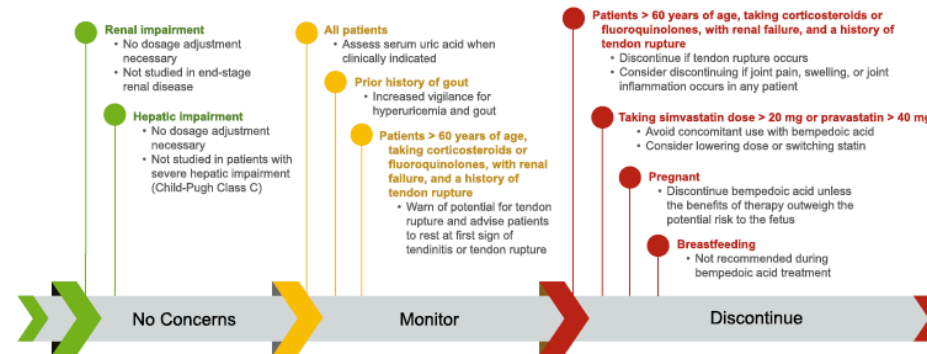 Renal impairment
• No dosage adjustment
necessary
• Not studied in end-stage
renal disease
Hepatic impairment
• No dosage adjustment
necessary
• Not studied in patients with
severe hepatic impairment
(Child-Pugh Class C)
All patients
• Assess serum uric acid when
clinically indicated
Prior history of gout
• Increased vigilance for
hyperuricemia and gout
Patients > 60 years of age,
taking corticosteroids or
fluoroquinolones, with renal
failure, and a history of
tendon rupture
• Warn of potential for tendon
rupture and advise patients
to rest at first sign of
tendinitis or tendon rupture
Patients > 60 years of age, taking corticosteroids or
fluoroquinolones, with renal failure, and a history of
tendon rupture
• Discontinue if tendon rupture occurs
• Consider discontinuing if joint pain, swelling, or joint
inflammation occurs in any patient
Taking simvastatin dose > 20 mg or pravastatin > 40 mg
• Avoid concomitant use with bempedoic acid
• Consider lowering dose or switching statin
Pregnant
• Discontinue bempedoic acid unless
the benefits of therapy outweigh the
potential risk to the fetus
Breastfeeding
• Not recommended during
bempedoic acid treatment
No Concerns
Monitor
Discontinue